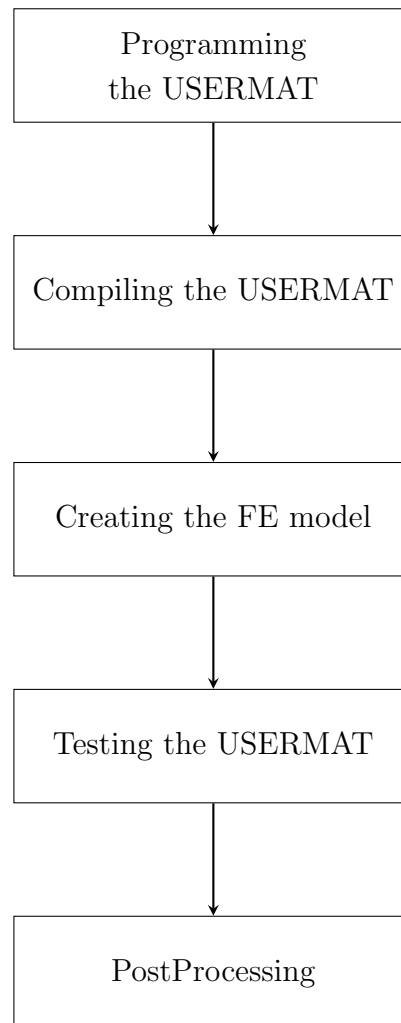 Programming
the USERMAT
Compiling the USERMAT
Creating the FE model
Testing the USERMAT
PostProcessing